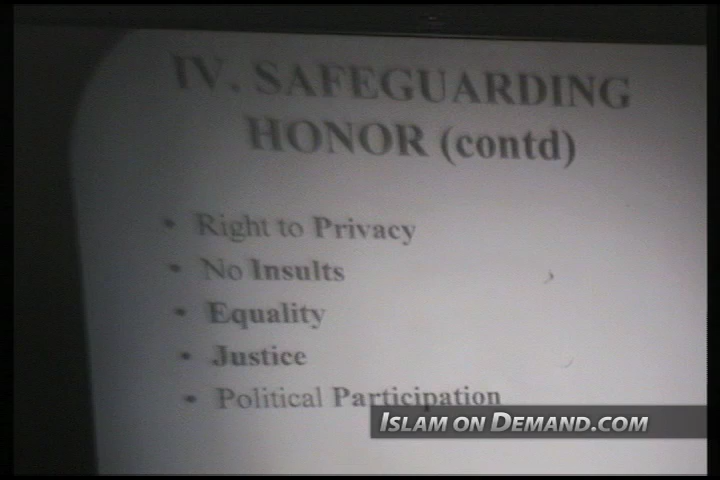 IV. SAFEGUARDING
HONOR (contd)
• Right to Privacy
• No Insults
• Equality
• Justice
• Political Participation
ISLAM ON DEMAND.COM